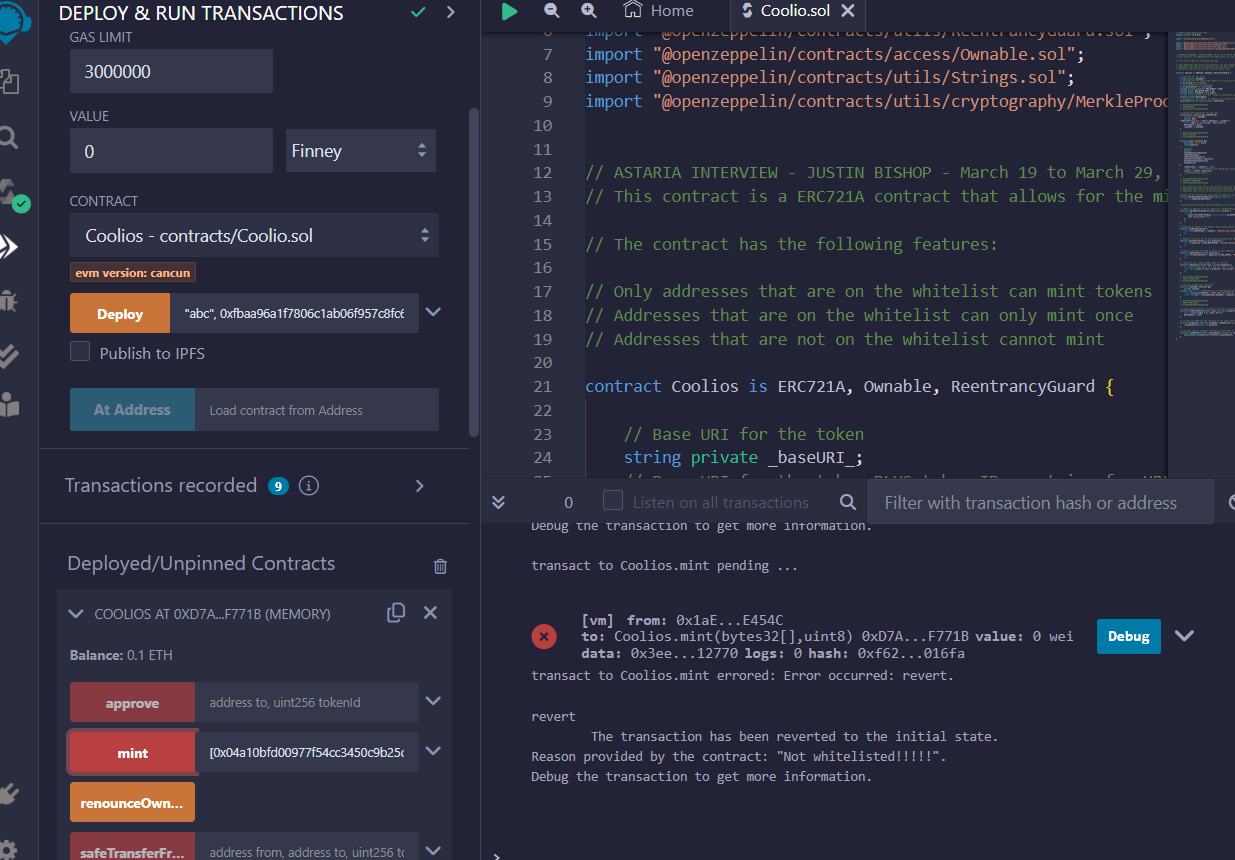 DEPLOY & RUN TRANSACTIONS
GAS LIMIT
3000000
VALUE
0
Finney
CONTRACT
Coolios - contracts/Coolio.sol
evm version: cancun
Deploy
"abc", 0xfbaa96a1f7806c1ab06f957c8fc6
Publish to IPFS
At Address
Load contract from Address
Transactions recorded 9
Deployed/Unpinned Contracts
COOLIOS AT 0XD7A...F771B (MEMORY)
Balance: 0.1 ETH
approve
address to, uint256 tokenId
mint
[0x04a10bfd00977f54cc3450c9b25c
renounceOwn...
safeTransferFr...
address from, address to, uint256 tc
Home
Coolio.sol
6 import "@openzeppelin/contracts/utils/ReentrancyGuard.sol";
7 import "@openzeppelin/contracts/access/Ownable.sol";
8 import "@openzeppelin/contracts/utils/Strings.sol";
9 import "@openzeppelin/contracts/utils/cryptography/MerkleProo
10
11
12 // ASTARIA INTERVIEW - JUSTIN BISHOP - March 19 to March 29,
13 // This contract is a ERC721A contract that allows for the mi
14
15 // The contract has the following features:
16
17 // Only addresses that are on the whitelist can mint tokens
18 // Addresses that are on the whitelist can only mint once
19 // Addresses that are not on the whitelist cannot mint
20
21 contract Coolios is ERC721A, Ownable, ReentrancyGuard {
22
23 // Base URI for the token
24 string private _baseURI_;
0
Listen on all transactions
Filter with transaction hash or address
Debug the transaction to get more information.
transact to Coolios.mint pending ...
[vm] from: 0x1aE...E454C
to: Coolios.mint(bytes32[],uint8) 0xD7A...F771B value: 0 wei
data: 0x3ee...12770 logs: 0 hash: 0xf62...016fa
Debug
transact to Coolios.mint errored: Error occurred: revert.
revert
The transaction has been reverted to the initial state.
Reason provided by the contract: "Not whitelisted!!!!!".
Debug the transaction to get more information.
>